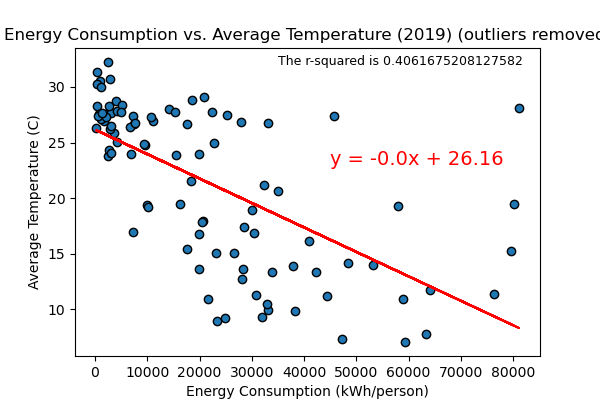 Energy Consumption vs. Average Temperature (2019) (outliers removed
The r-squared is 0.4061675208127582
y = -0.0x + 26.16
Average Temperature (C)
30
25
20
15
10
0 10000 20000 30000 40000 50000 60000 70000 80000
Energy Consumption (kWh/person)